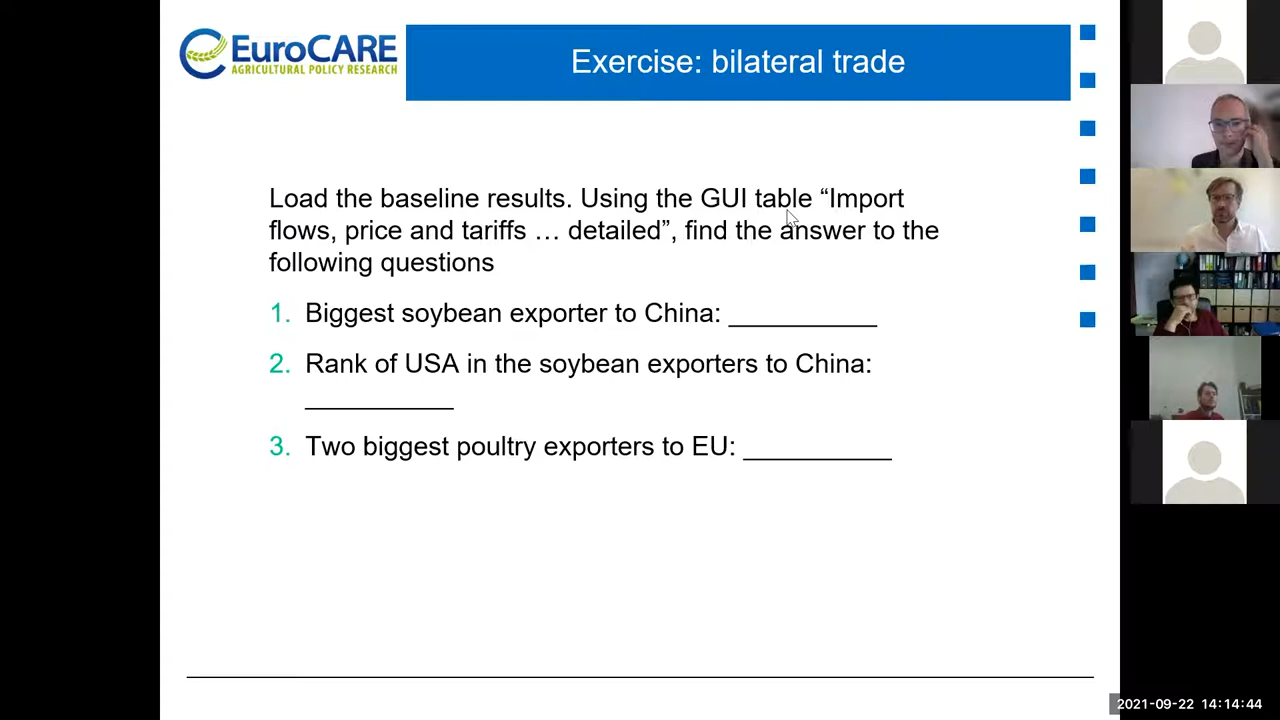 EuroCARE
AGRICULTURAL POLICY RESEARCH
Exercise: bilateral trade
Load the baseline results. Using the GUI table “Import
flows, price and tariffs … detailed”, find the answer to the
following questions
1. Biggest soybean exporter to China: __________
2. Rank of USA in the soybean exporters to China:
__________
3. Two biggest poultry exporters to EU: __________
2021-09-22 14:14:44